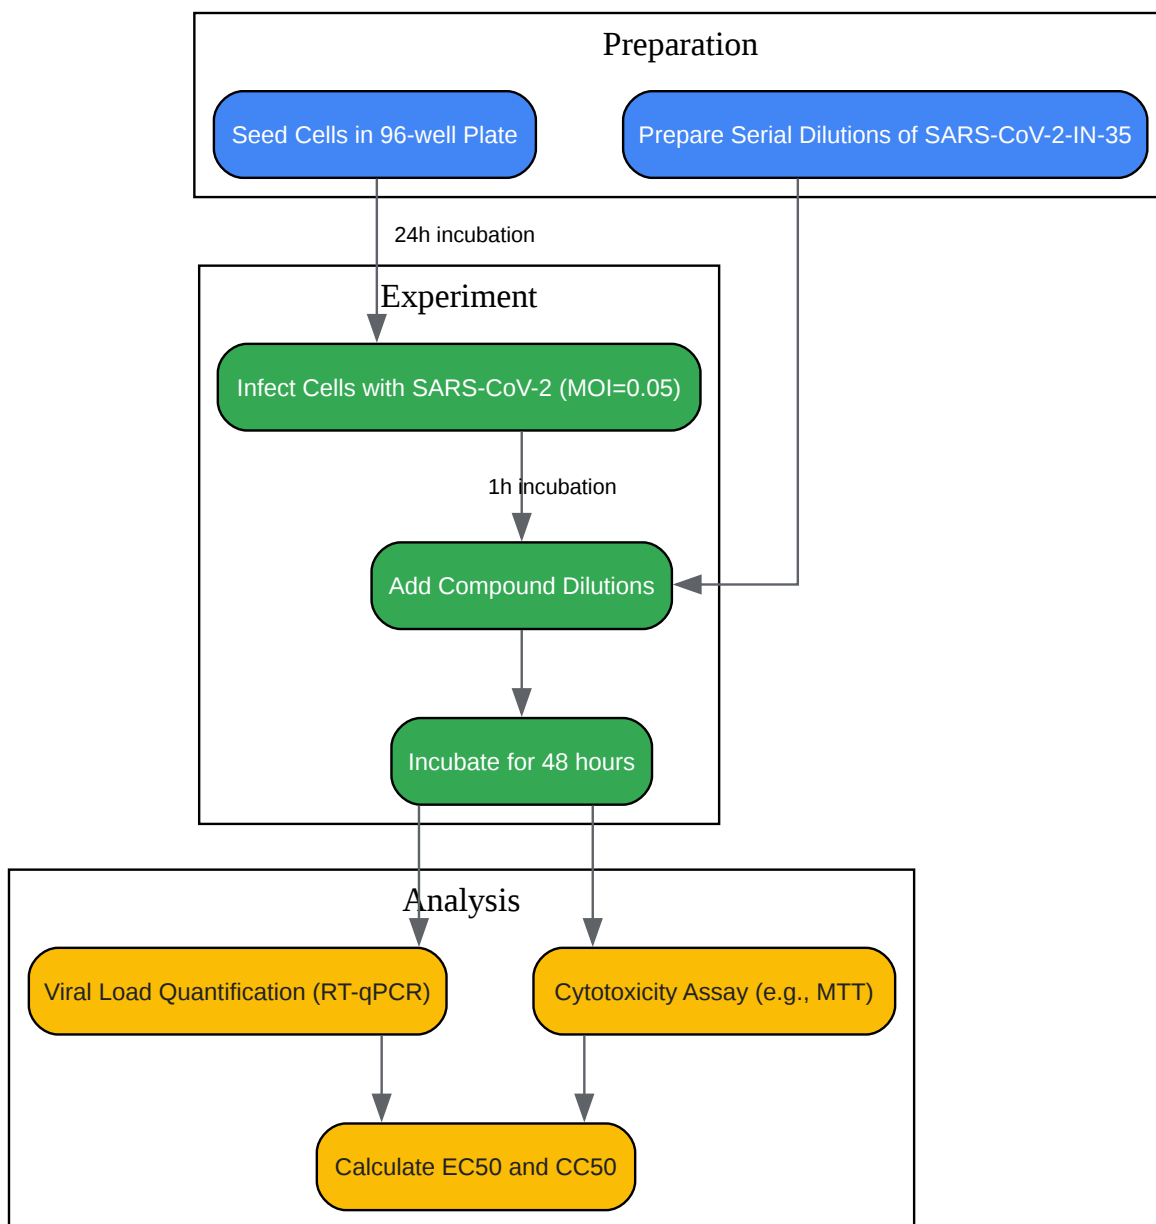 Preparation
Seed Cells in 96-well Plate
Prepare Serial Dilutions of SARS-CoV-2-IN-35
24h incubation
Experiment
Infect Cells with SARS-CoV-2 (MOI=0.05)
1h incubation
Add Compound Dilutions
Incubate for 48 hours
Analysis
Viral Load Quantification (RT-qPCR)
Cytotoxicity Assay (e.g., MTT)
Calculate EC50 and CC50